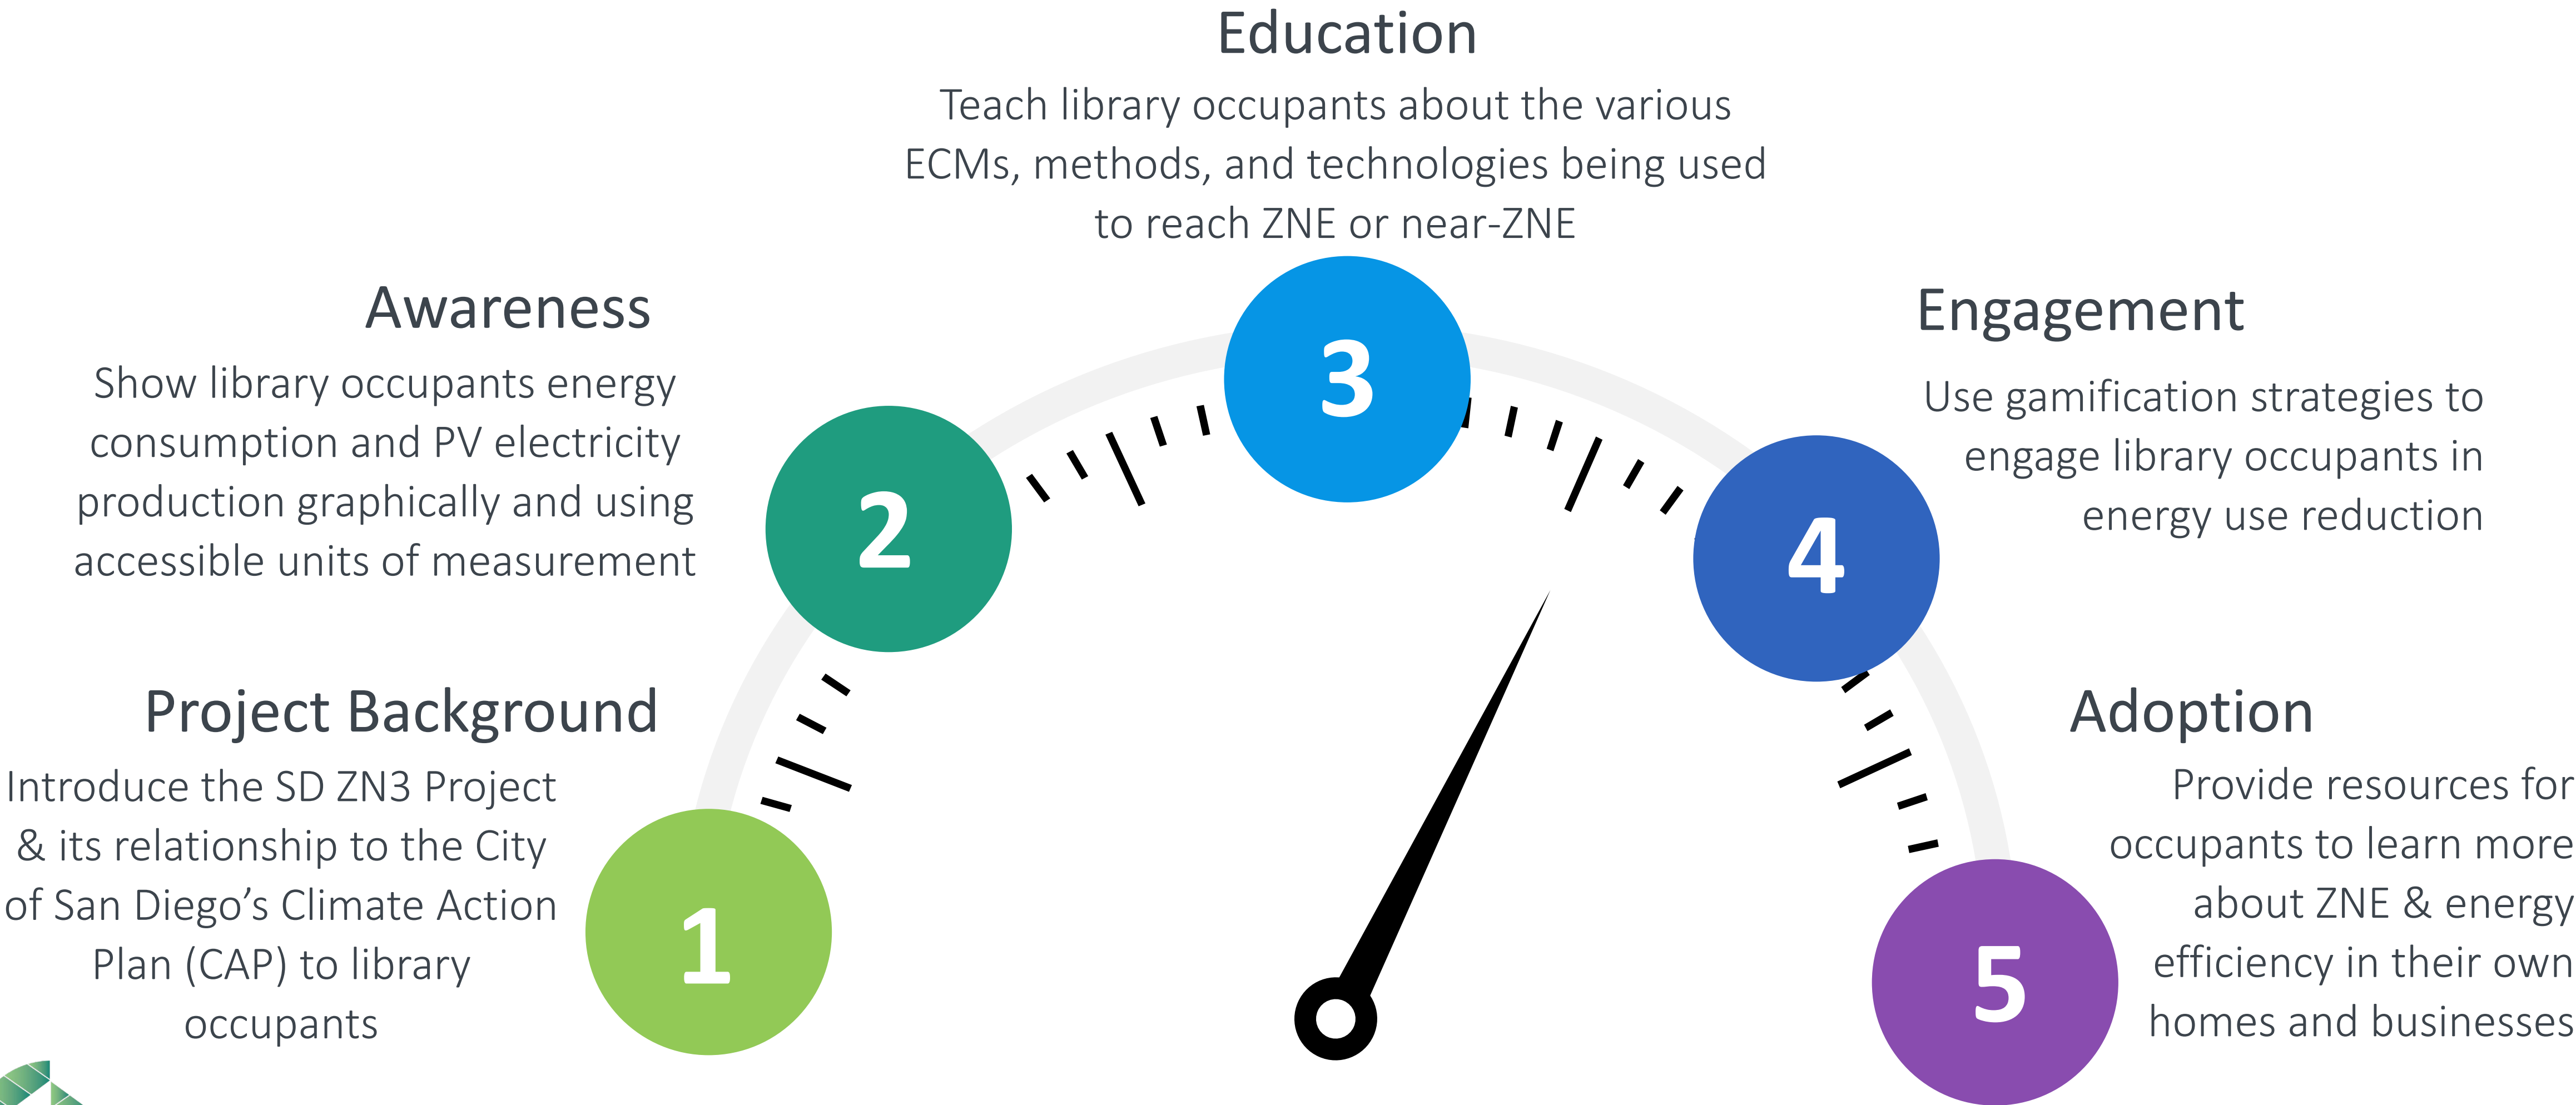 Education
Teach library occupants about the various
ECMs, methods, and technologies being used
to reach ZNE or near-ZNE
Awareness
Show library occupants energy
consumption and PV electricity
production graphically and using
accessible units of measurement
Engagement
Use gamification strategies to
engage library occupants in
energy use reduction
Project Background
Introduce the SD ZN3 Project
& its relationship to the City
of San Diego’s Climate Action
Plan (CAP) to library
occupants
Adoption
Provide resources for
occupants to learn more
about ZNE & energy
efficiency in their own
homes and businesses
1
2
3
4
5